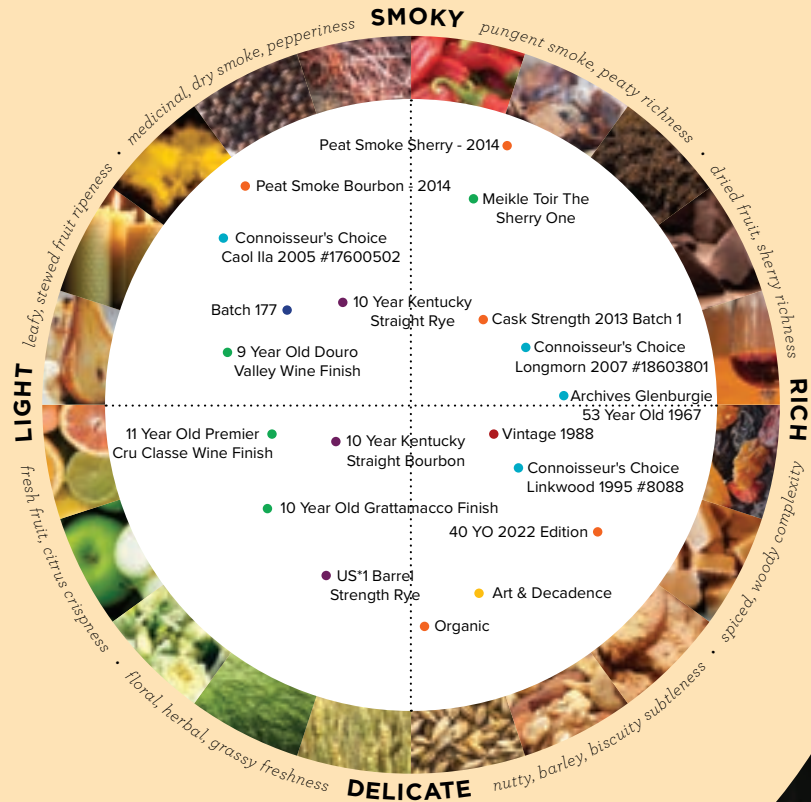 SMOKY
medicinal, dry smoke, pepperiness
pungent smoke, peaty richness
leafy, stewed fruit ripeness
dried fruit, sherry richness
Peat Smoke Sherry - 2014
Peat Smoke Bourbon - 2014
Meikle Toir The
Sherry One
Connoisseur's Choice
Caol Ila 2005 #17600502
10 Year Kentucky
Straight Rye
Batch 177
Cask Strength 2013 Batch 1
9 Year Old Douro
Valley Wine Finish
Connoisseur's Choice
Longmorn 2007 #18603801
Archives Glenburgie
53 Year Old 1967
LIGHT
RICH
11 Year Old Premier
Cru Classe Wine Finish
10 Year Kentucky
Straight Bourbon
Vintage 1988
Connoisseur's Choice
Linkwood 1995 #8088
10 Year Old Grattamacco Finish
40 YO 2022 Edition
US*1 Barrel
Strength Rye
Art & Decadence
Organic
fresh fruit, citrus crispness
spiced, woody complexity
floral, herbal, grassy freshness
nutty, barley, biscuity subtleness
DELICATE